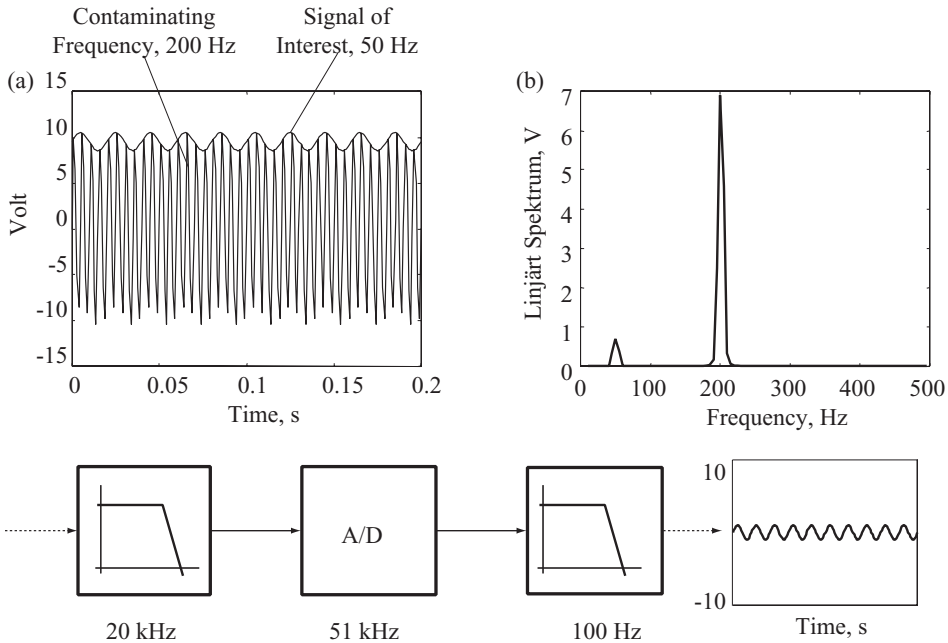 Contaminating
Frequency, 200 Hz
Signal of
Interest, 50 Hz
(a)
15
10
5
0
-5
-10
-15
Volt
0
0.05
0.1
0.15
0.2
Time, s
(b)
7
6
5
4
3
2
1
0
Linjärt Spektrum, V
0
100
200
300
400
500
Frequency, Hz
A/D
20 kHz
51 kHz
100 Hz
10
0
-10
Time, s